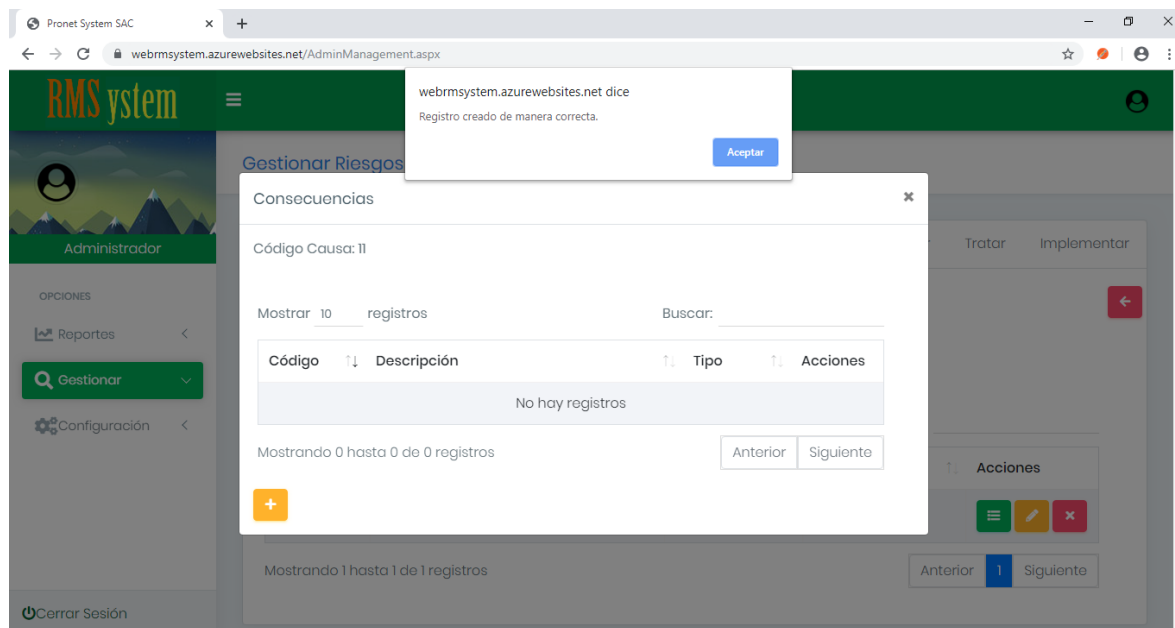 Pronet System SAC
webrmsystem.azurewebsites.net/AdminManagement.aspx
RMSystem
webrmsystem.azurewebsites.net dice
Registro creado de manera correcta.
Aceptar
Gestionar Riesgos
Administrador
OPCIONES
Reportes
Gestionar
Configuración
Cerrar Sesión
Tratar Implementar
Consecuencias
Código Causa: 11
Mostrar 10 registros Buscar:
Código Descripción Tipo Acciones
No hay registros
Mostrando 0 hasta 0 de 0 registros Anterior Siguiente
Acciones
Mostrando 1 hasta 1 de 1 registros Anterior 1 Siguiente